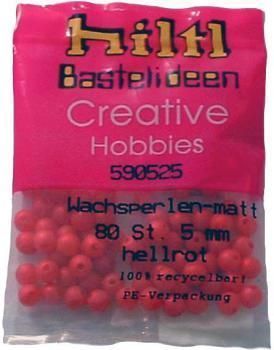 hiltl
Bastelideen
Creative
Hobbies
590525
Wachsperlen-matt
80 St. 5 mm
hellrot
100% recycelbar!
PE-Verpackung